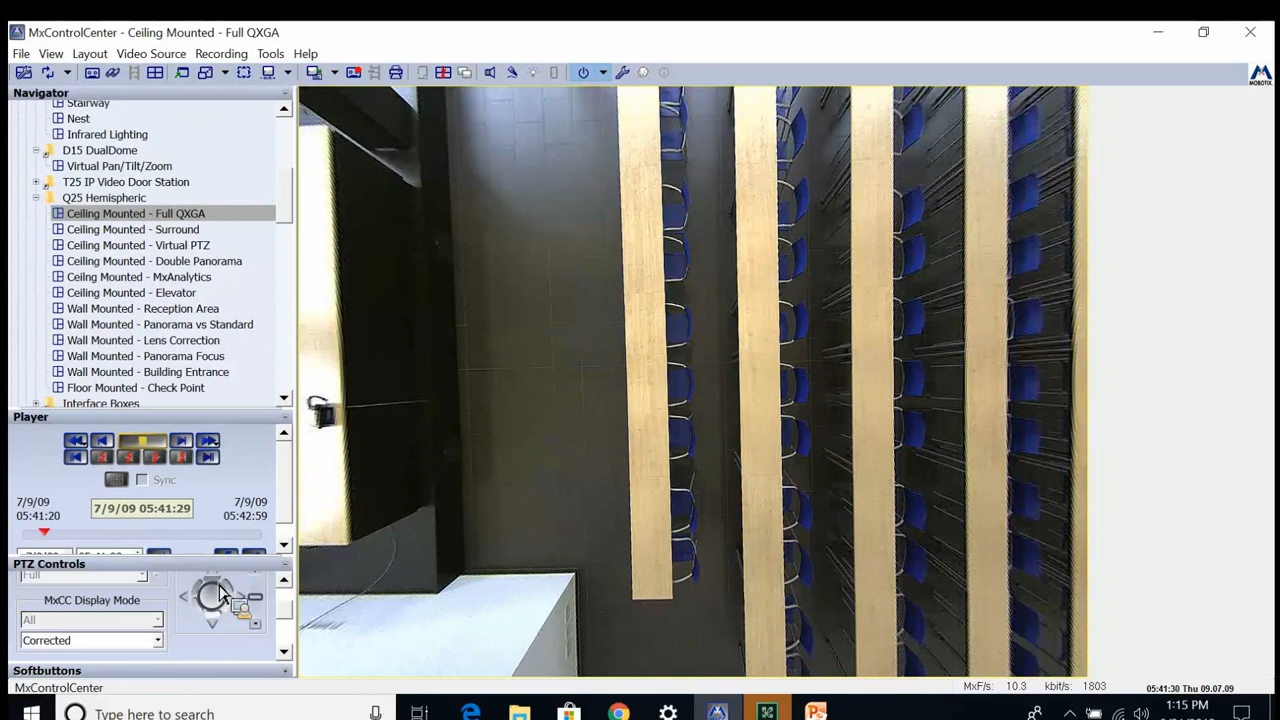 MxControlCenter - Ceiling Mounted - Full QXGA
File View Layout Video Source Recording Tools Help
MOBOTIX
Navigator
Stairway
Nest
Infrared Lighting
D15 DualDome
Virtual Pan/Tilt/Zoom
T25 IP Video Door Station
Q25 Hemispheric
Ceiling Mounted - Full QXGA
Ceiling Mounted - Surround
Ceiling Mounted - Virtual PTZ
Ceiling Mounted - Double Panorama
Ceilng Mounted - MxAnalytics
Ceiling Mounted - Elevator
Wall Mounted - Reception Area
Wall Mounted - Panorama vs Standard
Wall Mounted - Lens Correction
Wall Mounted - Panorama Focus
Wall Mounted - Building Entrance
Floor Mounted - Check Point
Interface Boxes
Player
Sync
7/9/09 7/9/09 05:41:29 7/9/09
05:41:20 05:42:59
PTZ Controls
Full
MxCC Display Mode
All
Corrected
Softbuttons
MxControlCenter
MxF/s: 10.3 kbit/s: 1803 05:41:30 Thu 09.07.09
Type here to search
1:15 PM